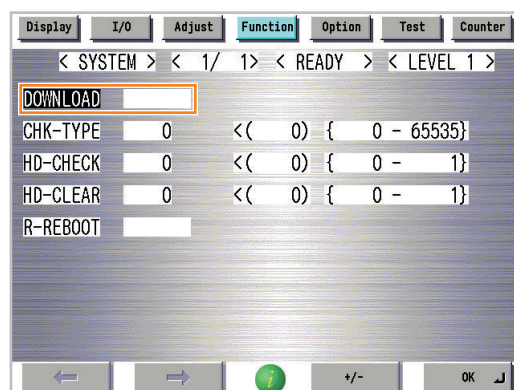 Display I/O Adjust Function Option Test Counter
< SYSTEM > < 1/ 1> < READY > < LEVEL 1 >
DOWNLOAD
CHK-TYPE 0 <( 0) { 0 - 65535}
HD-CHECK 0 <( 0) { 0 - 1}
HD-CLEAR 0 <( 0) { 0 - 1}
R-REBOOT
i +/- OK